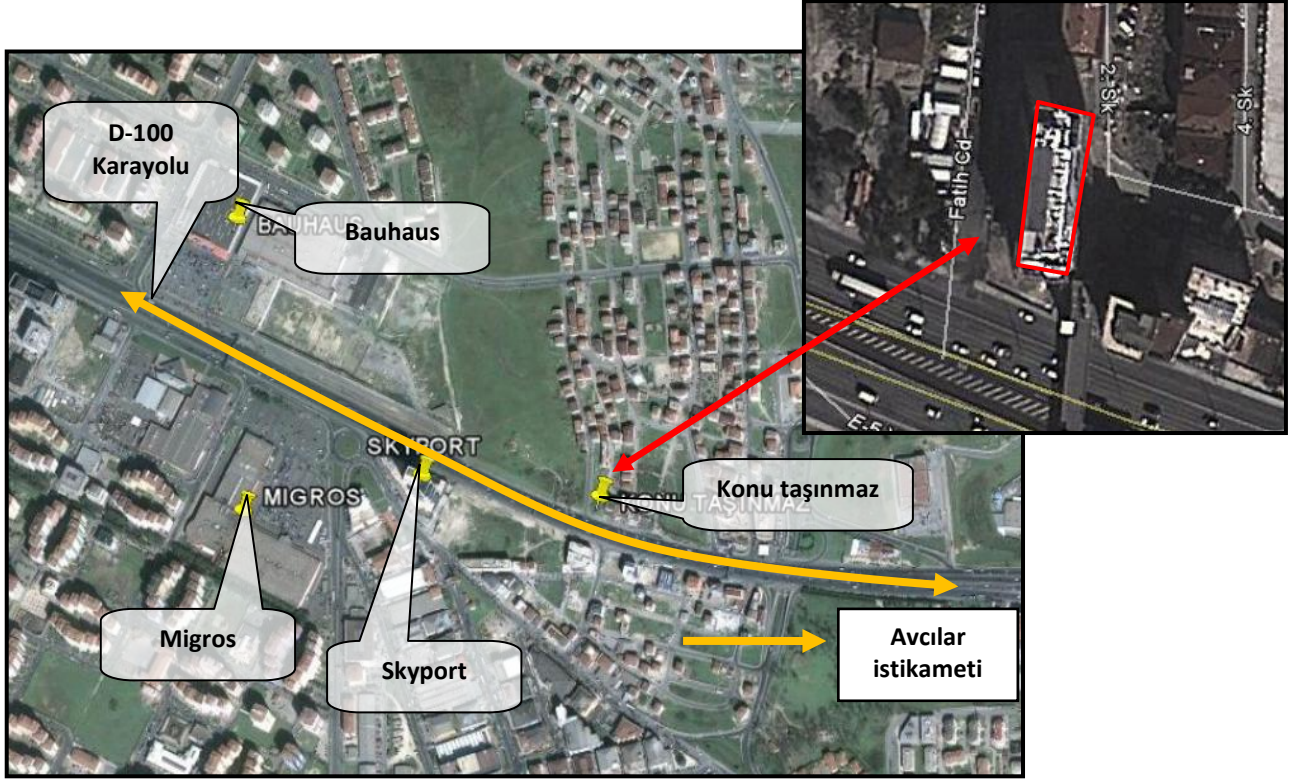 D-100
Karayolu
BAUHAUS
Bauhaus
SKYPORT
MIGROS
KONU TAŞINMAZ
Konu taşınmaz
Migros
Skyport
Avcılar
istikameti
Fatih Cd
2. Sk
4. Sk
E-5